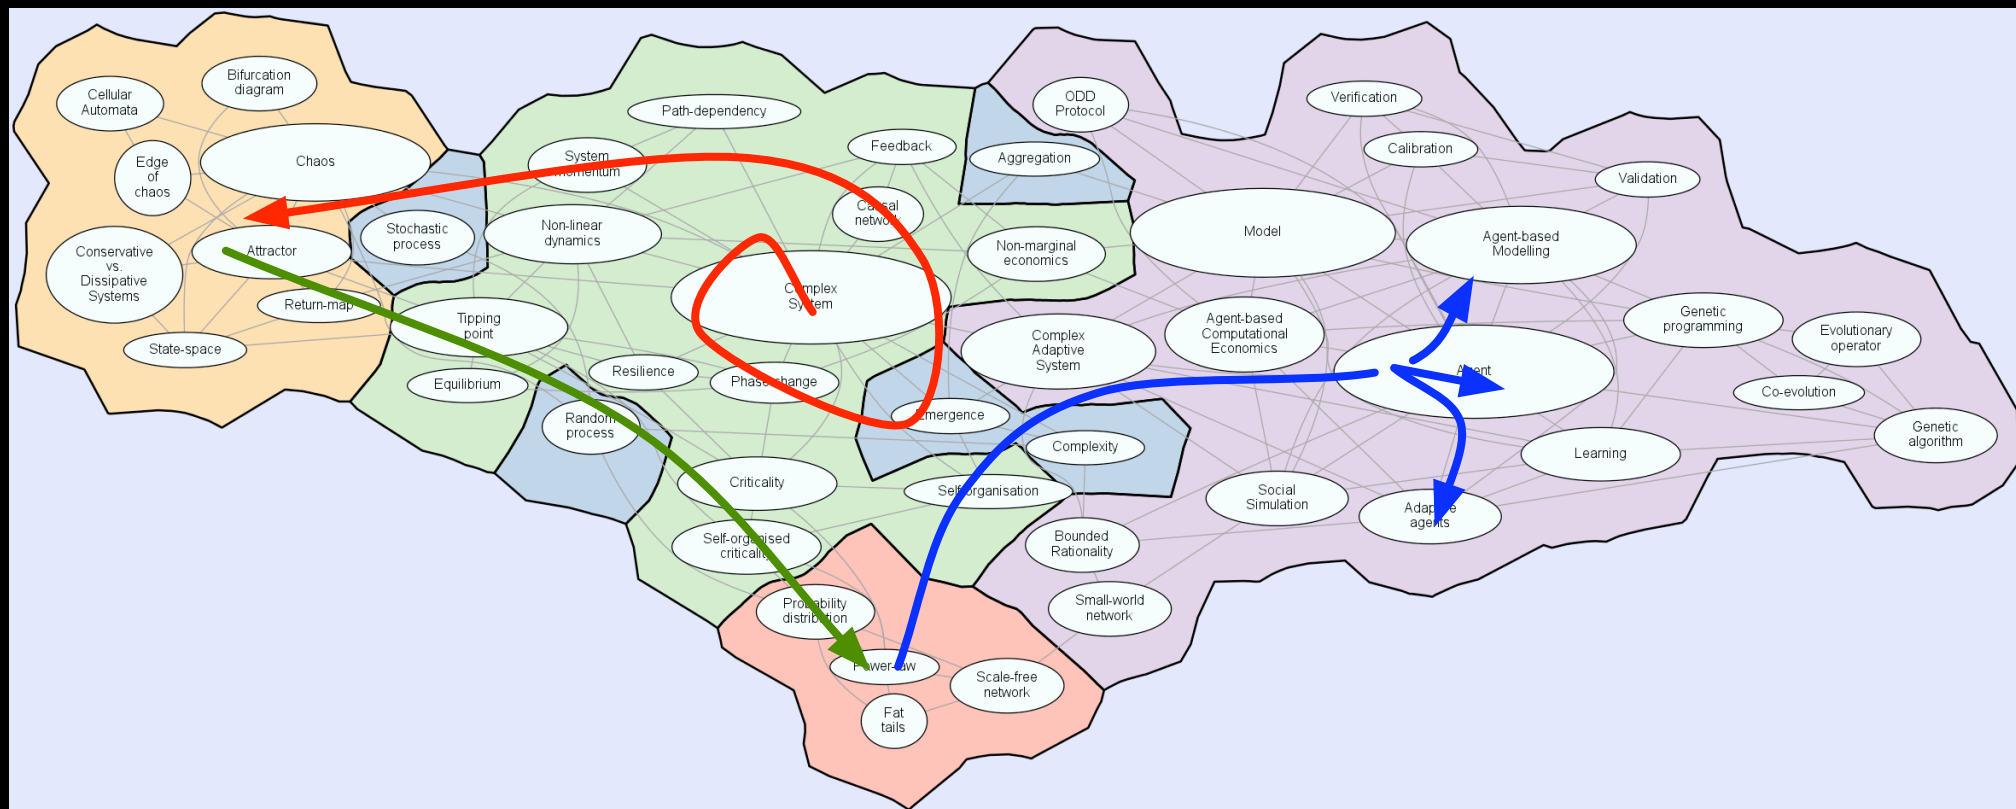 Cellular
Automata
Bifurcation
diagram
Edge
of
chaos
Chaos
Conservative
vs.
Dissipative
Systems
Attractor
Return-map
State-space
Stochastic
process
Path-dependency
System
momentum
Feedback
Causal
network
Non-linear
dynamics
Non-marginal
economics
Complex
System
Tipping
point
Equilibrium
Resilience
Phase change
Random
process
Emergence
Complexity
Criticality
Self-organisation
Self-organised
criticality
Probability
distribution
Power-law
Fat
tails
Scale-free
network
Aggregation
ODD
Protocol
Verification
Calibration
Validation
Model
Agent-based
Modelling
Complex
Adaptive
System
Agent-based
Computational
Economics
Agent
Genetic
programming
Evolutionary
operator
Co-evolution
Genetic
algorithm
Learning
Social
Simulation
Adaptive
agents
Bounded
Rationality
Small-world
network